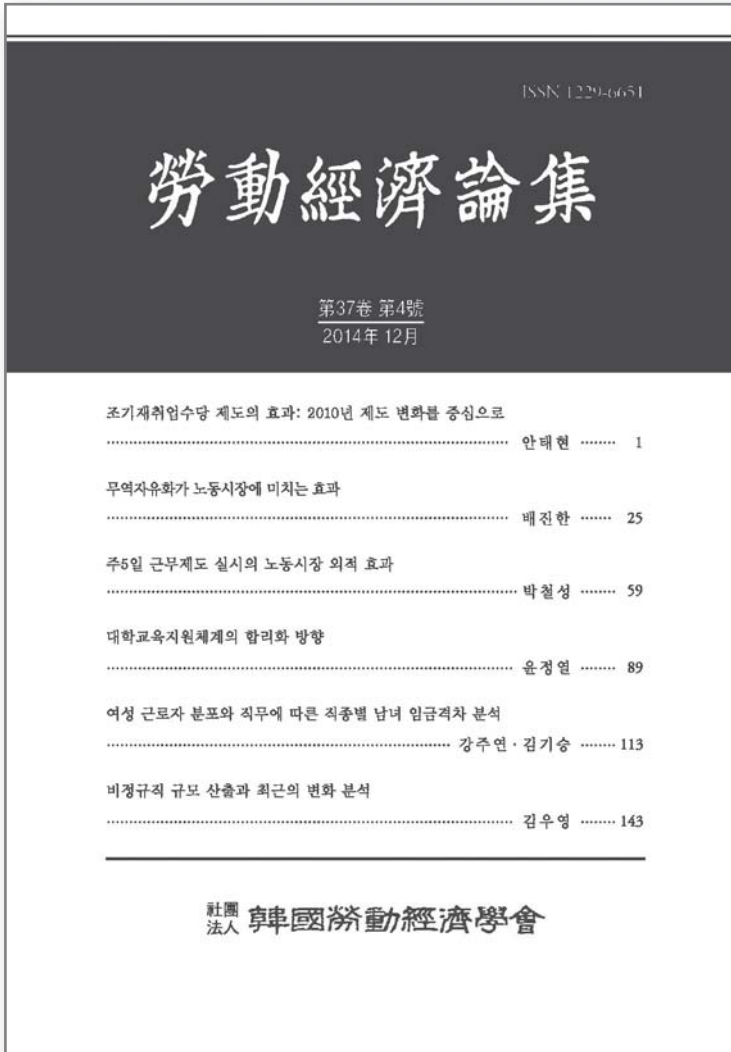 ISSN 1229-6651
勞動經濟論集
第37卷 第4號
2014年 12月
조기재취업수당 제도의 효과: 2010년 제도 변화를 중심으로
안태현 1
무역자유화가 노동시장에 미치는 효과
배진한 25
주5일 근무제도 실시의 노동시장 외적 효과
박철성 59
대학교육지원체계의 합리화 방향
윤정열 89
여성 근로자 분포와 직무에 따른 직종별 남녀 임금격차 분석
강주연·김기승 113
비정규직 규모 산출과 최근의 변화 분석
김우영 143
社團法人 韓國勞動經濟學會